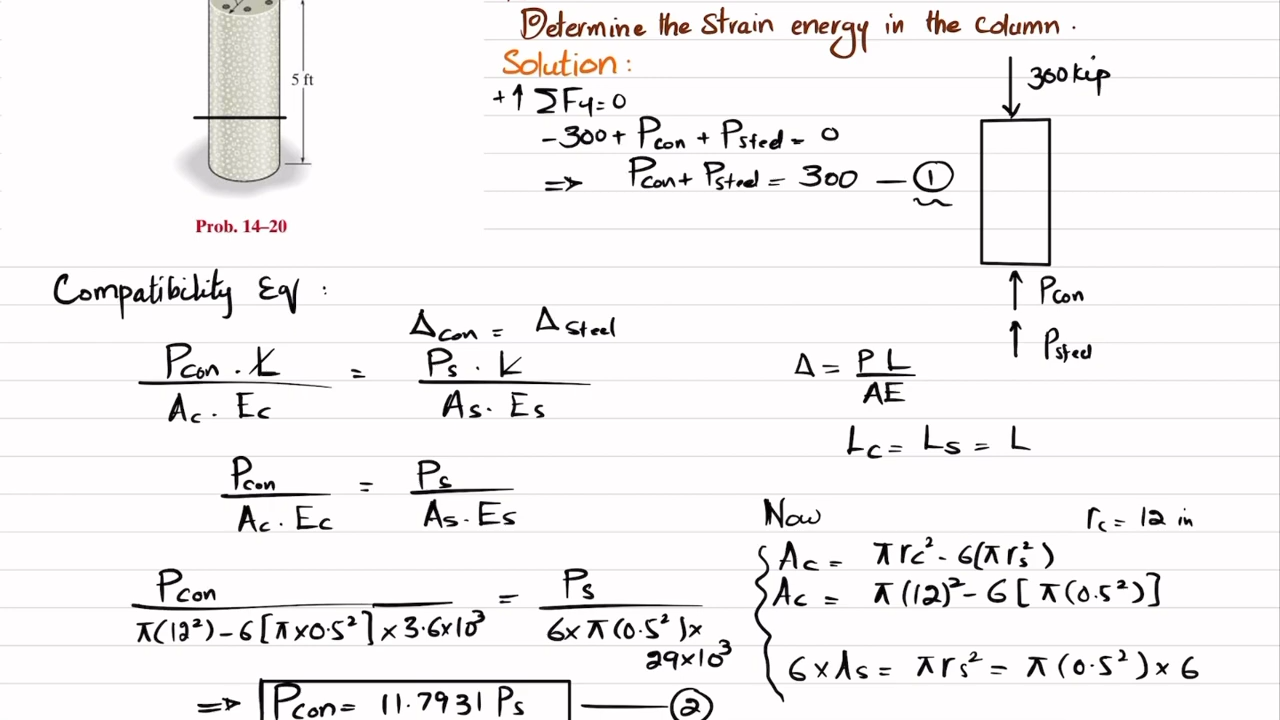 Determine the Strain energy in the column.
Solution:
+↑ ΣFy=0
-300+ Pcon + Psteel = 0
=> Pcon + Psteel = 300 — ①
300 kip
Pcon
Psteel
5 ft
Prob. 14–20
Compatibility Eq :
Δcon = ΔSteel
Pcon . L / Ac . Ec = Ps . L / As . Es
Δ = PL / AE
Lc = Ls = L
Pcon / Ac . Ec = Ps / As . Es
Now rc = 12 in
Ac = πrc² - 6(πrs²)
Ac = π(12)² - 6[π(0.5²)]
Pcon / π(12²) - 6[π×0.5²] × 3.6×10³ = Ps / 6×π(0.5²)× 29×10³
6×As = πrs² = π(0.5²)×6
=> Pcon = 11.7931 Ps — ②